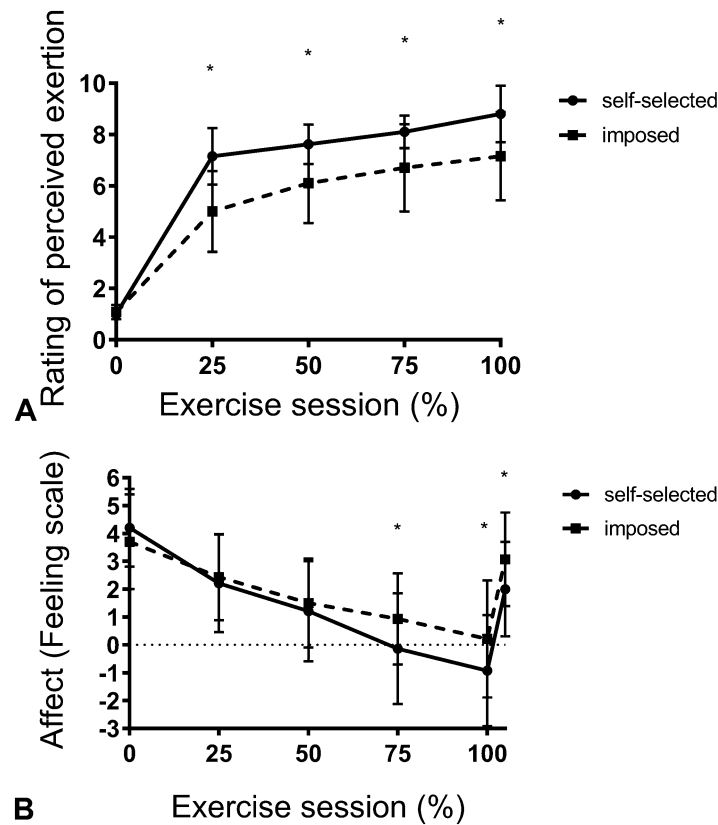 * * * *
Rating of perceived exertion
10
8
6
4
2
0
0 25 50 75 100
Exercise session (%)
self-selected
imposed
A
Affect (Feeling scale)
6
5
4
3
2
1
0
-1
-2
-3
0 25 50 75 100
* * *
Exercise session (%)
self-selected
imposed
B